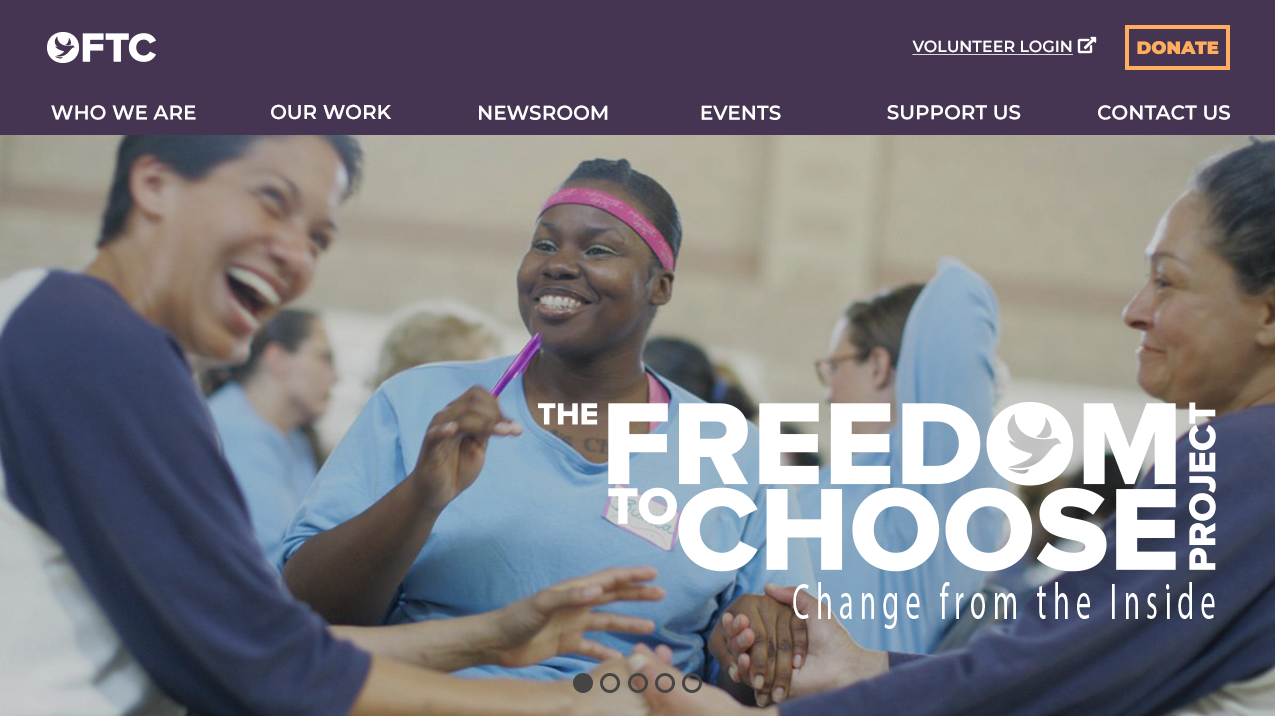 FTC
VOLUNTEER LOGIN
DONATE
WHO WE ARE
OUR WORK
NEWSROOM
EVENTS
SUPPORT US
CONTACT US
THE FREEDOM
TO CHOOSE
PROJECT
Change from the Inside